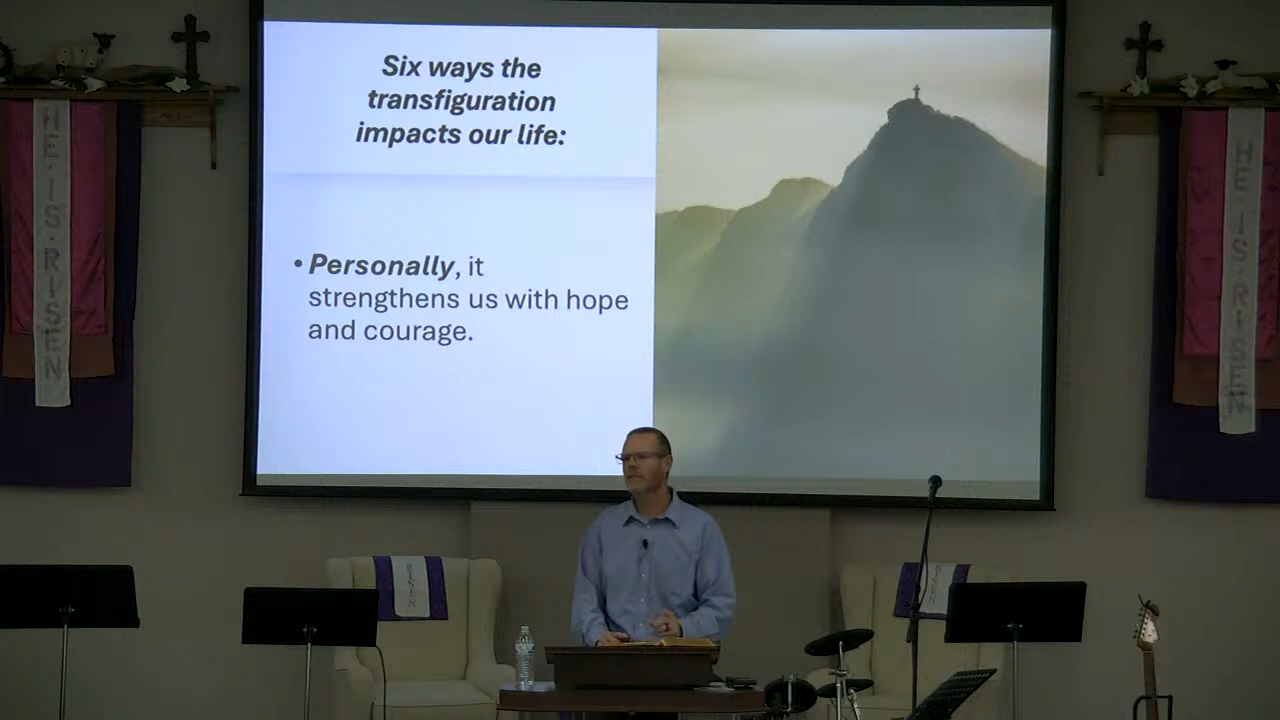 Six ways the
transfiguration
impacts our life:
• Personally, it
strengthens us with hope
and courage.
HE·IS·RISEN
HE IS·RISEN